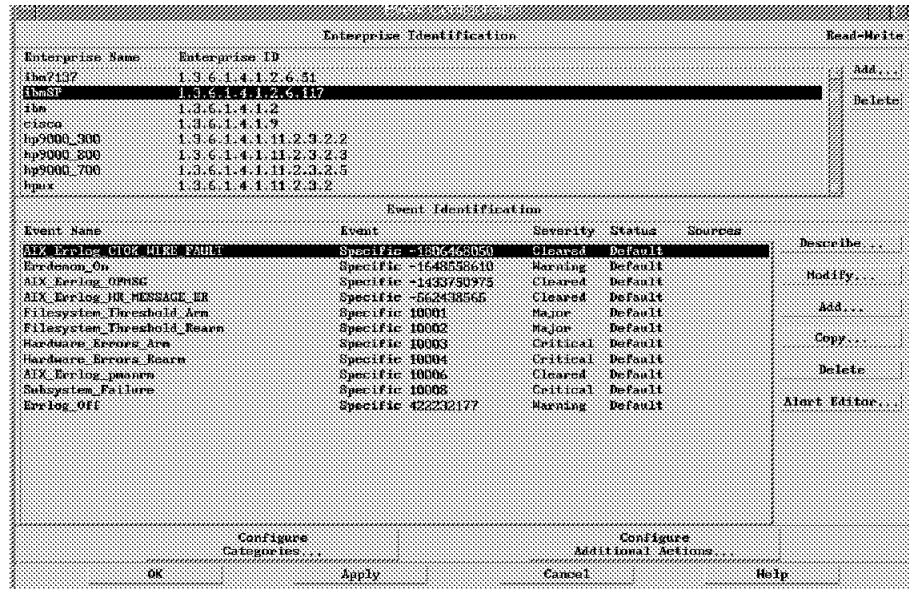 Event Configuration
Enterprise Identification Read-Write
Enterprise Name Enterprise ID
ibm7137 1.3.6.1.4.1.2.6.51
ibmSP 1.3.6.1.4.1.2.6.117
ibm 1.3.6.1.4.1.2
cisco 1.3.6.1.4.1.9
hp9000_300 1.3.6.1.4.1.11.2.3.2.2
hp9000_800 1.3.6.1.4.1.11.2.3.2.3
hp9000_700 1.3.6.1.4.1.11.2.3.2.5
hpux 1.3.6.1.4.1.11.2.3.2
Add...
Delete
Event Identification
Event Name Event Severity Status Sources
AIX_Errlog_CTOK_WIRE_FAULT Specific -1806468050 Cleared Default
Errdemon_On Specific -1648558610 Warning Default
AIX_Errlog_OPMSG Specific -1433750975 Cleared Default
AIX_Errlog_HR_MESSAGE_ER Specific -562438565 Cleared Default
Filesystem_Threshold_Arm Specific 10001 Major Default
Filesystem_Threshold_Rearm Specific 10002 Major Default
Hardware_Errors_Arm Specific 10003 Critical Default
Hardware_Errors_Rearm Specific 10004 Critical Default
AIX_Errlog_pmanrm Specific 10006 Cleared Default
Subsystem_Failure Specific 10008 Critical Default
Errlog_Off Specific 422232177 Warning Default
Describe ...
Modify...
Add...
Copy...
Delete
Alert Editor...
Configure
Categories...
Configure
Additional Actions...
OK Apply Cancel Help